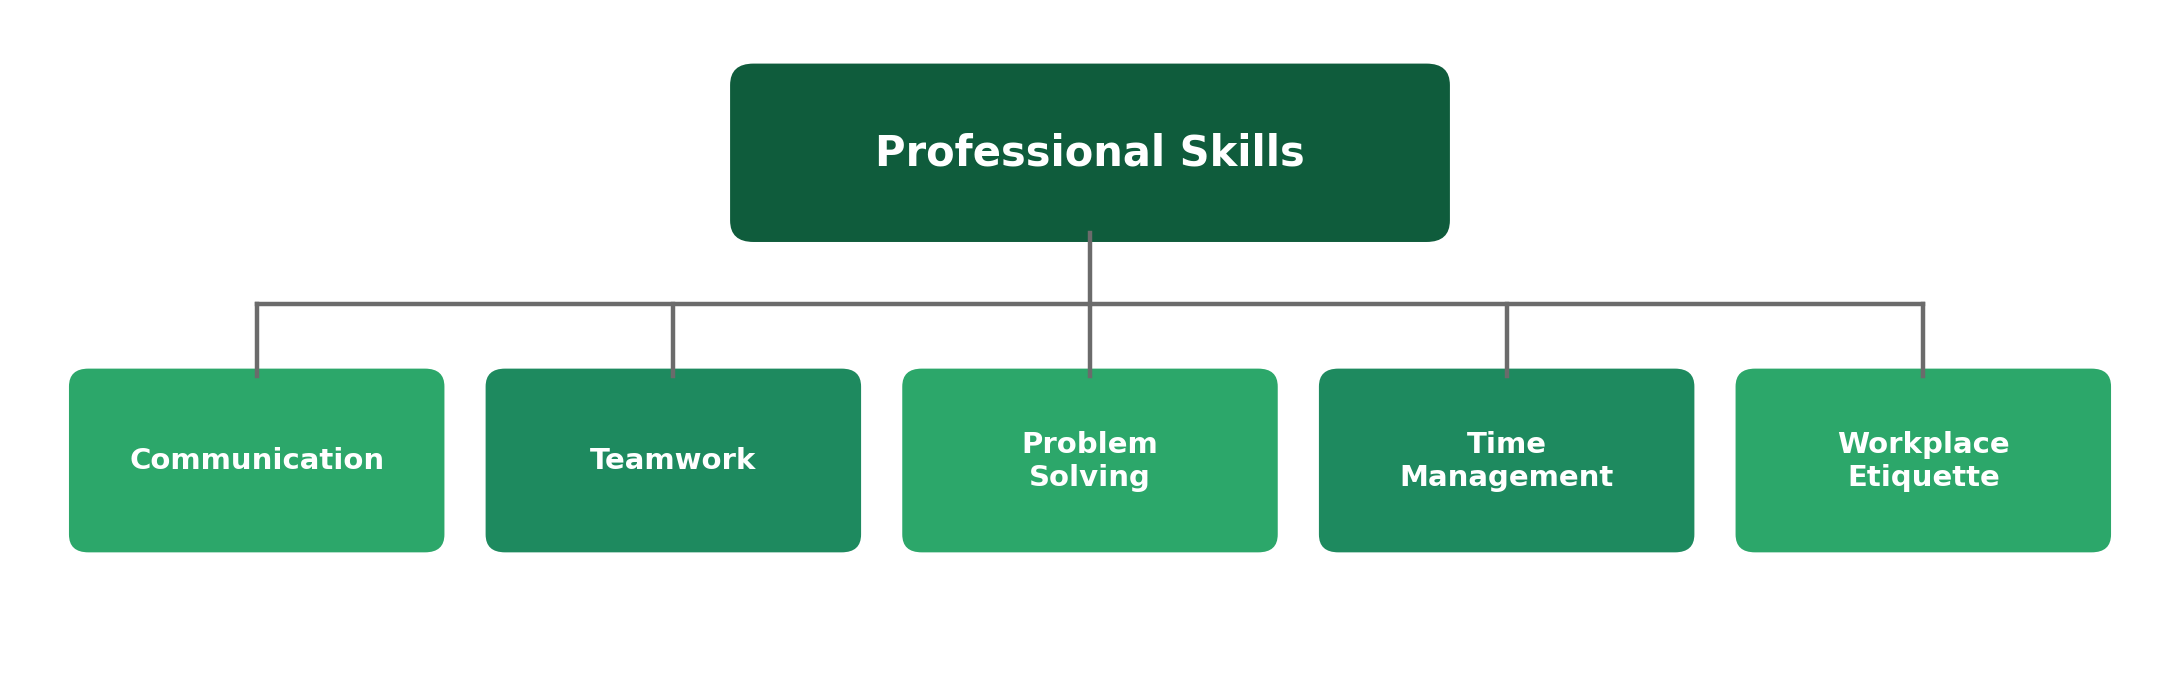 Professional Skills
Communication
Teamwork
Problem
Solving
Time
Management
Workplace
Etiquette